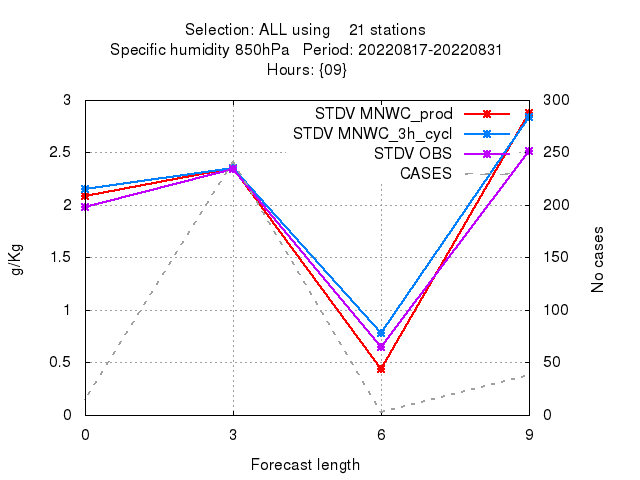 Selection: ALL using    21 stations
Specific humidity 850hPa   Period: 20220817-20220831
Hours: {09}
STDV MNWC_prod
STDV MNWC_3h_cycl
STDV OBS
CASES
3
2.5
2
1.5
1
0.5
0
g/Kg
300
250
200
150
100
50
0
No cases
0 3 6 9
Forecast length